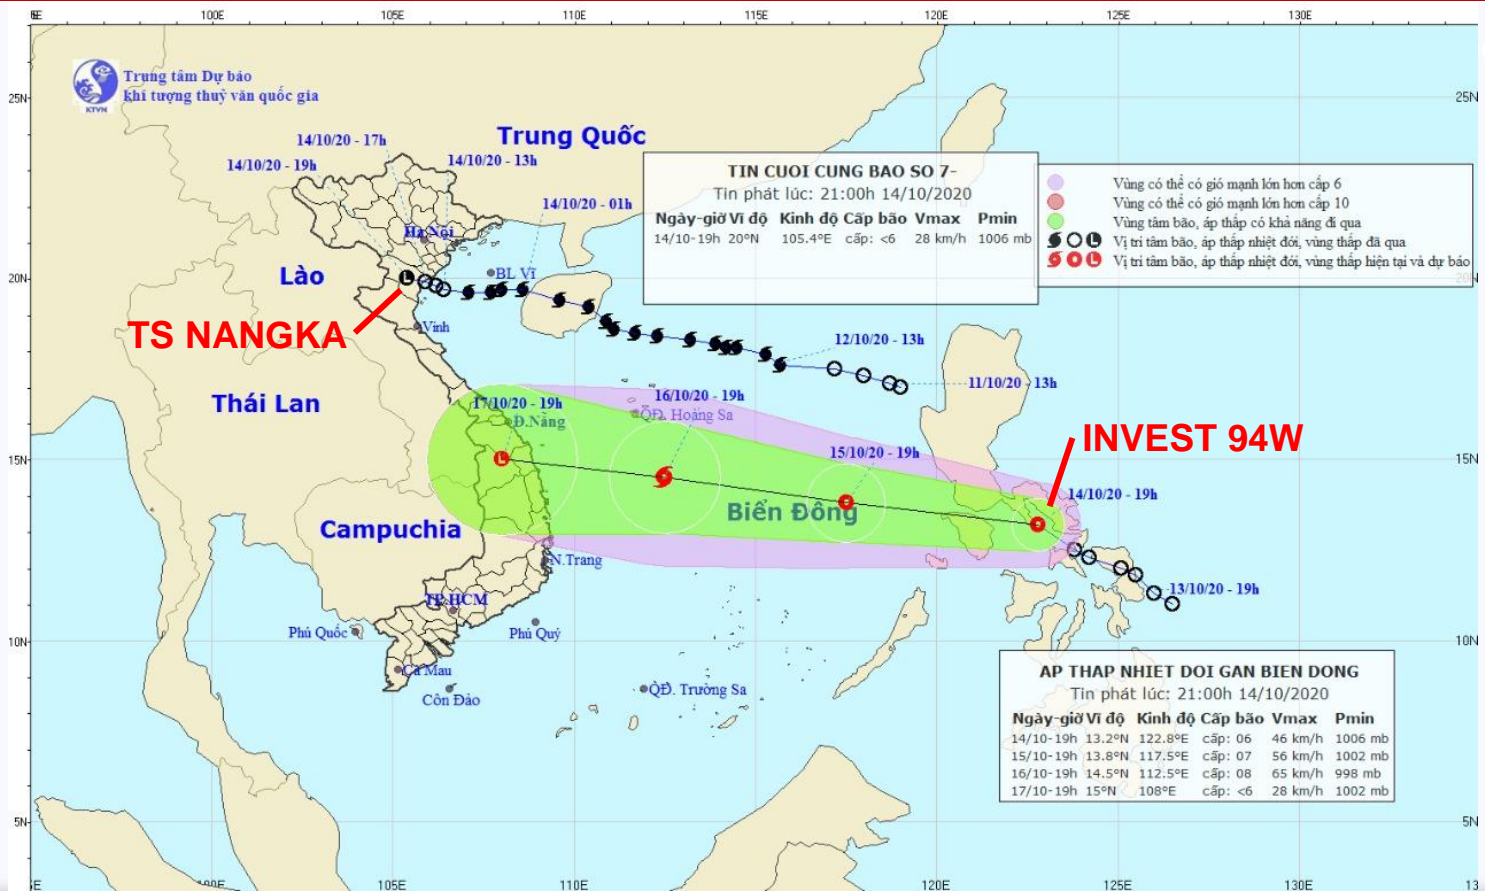 100E 105E 110E 115E 120E 125E 130E
Trung tâm Dự báo
khí tượng thuỷ văn quốc gia
KTVN
25N 25N
Trung Quốc
14/10/20 - 17h
14/10/20 - 13h
14/10/20 - 19h
14/10/20 - 01h
TIN CUOI CUNG BAO SO 7-
Tin phát lúc: 21:00h 14/10/2020
Ngày-giờ Vĩ độ Kinh độ Cấp bão Vmax Pmin
14/10-19h 20°N 105.4°E cấp: <6 28 km/h 1006 mb
Vùng có thể có gió mạnh lớn hơn cấp 6
Vùng có thể có gió mạnh lớn hơn cấp 10
Vùng tâm bão, áp thấp có khả năng đi qua
Vị trí tâm bão, áp thấp nhiệt đới, vùng thấp đã qua
Vị trí tâm bão, áp thấp nhiệt đới, vùng thấp hiện tại và dự báo
Hà Nội
Lào
BL Vĩ
20N 20N
TS NANGKA
Vinh
12/10/20 - 13h
11/10/20 - 13h
Thái Lan
17/10/20 - 19h
16/10/20 - 19h
Đ.Nẵng
QĐ. Hoàng Sa
INVEST 94W
15/10/20 - 19h
15N 15N
14/10/20 - 19h
Biển Đông
Campuchia
N.Trang
13/10/20 - 19h
TP.HCM
Phú Quốc
Phú Quý
10N 10N
Cà Mau
Côn Đảo
QĐ. Trường Sa
AP THAP NHIET DOI GAN BIEN DONG
Tin phát lúc: 21:00h 14/10/2020
Ngày-giờ Vĩ độ Kinh độ Cấp bão Vmax Pmin
14/10-19h 13.2°N 122.8°E cấp: 06 46 km/h 1006 mb
15/10-19h 13.8°N 117.5°E cấp: 07 56 km/h 1002 mb
16/10-19h 14.5°N 112.5°E cấp: 08 65 km/h 998 mb
17/10-19h 15°N 108°E cấp: <6 28 km/h 1002 mb
5N 5N
100E 105E 110E 115E 120E 125E